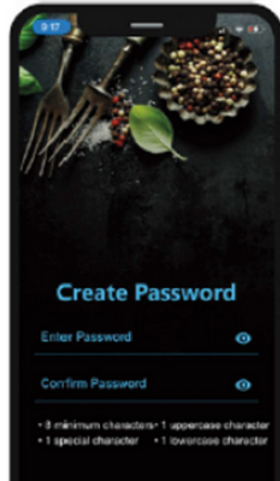 9:17
Create Password
Enter Password
Confirm Password
• 8 minimum characters • 1 uppercase character
• 1 special character • 1 lowercase character